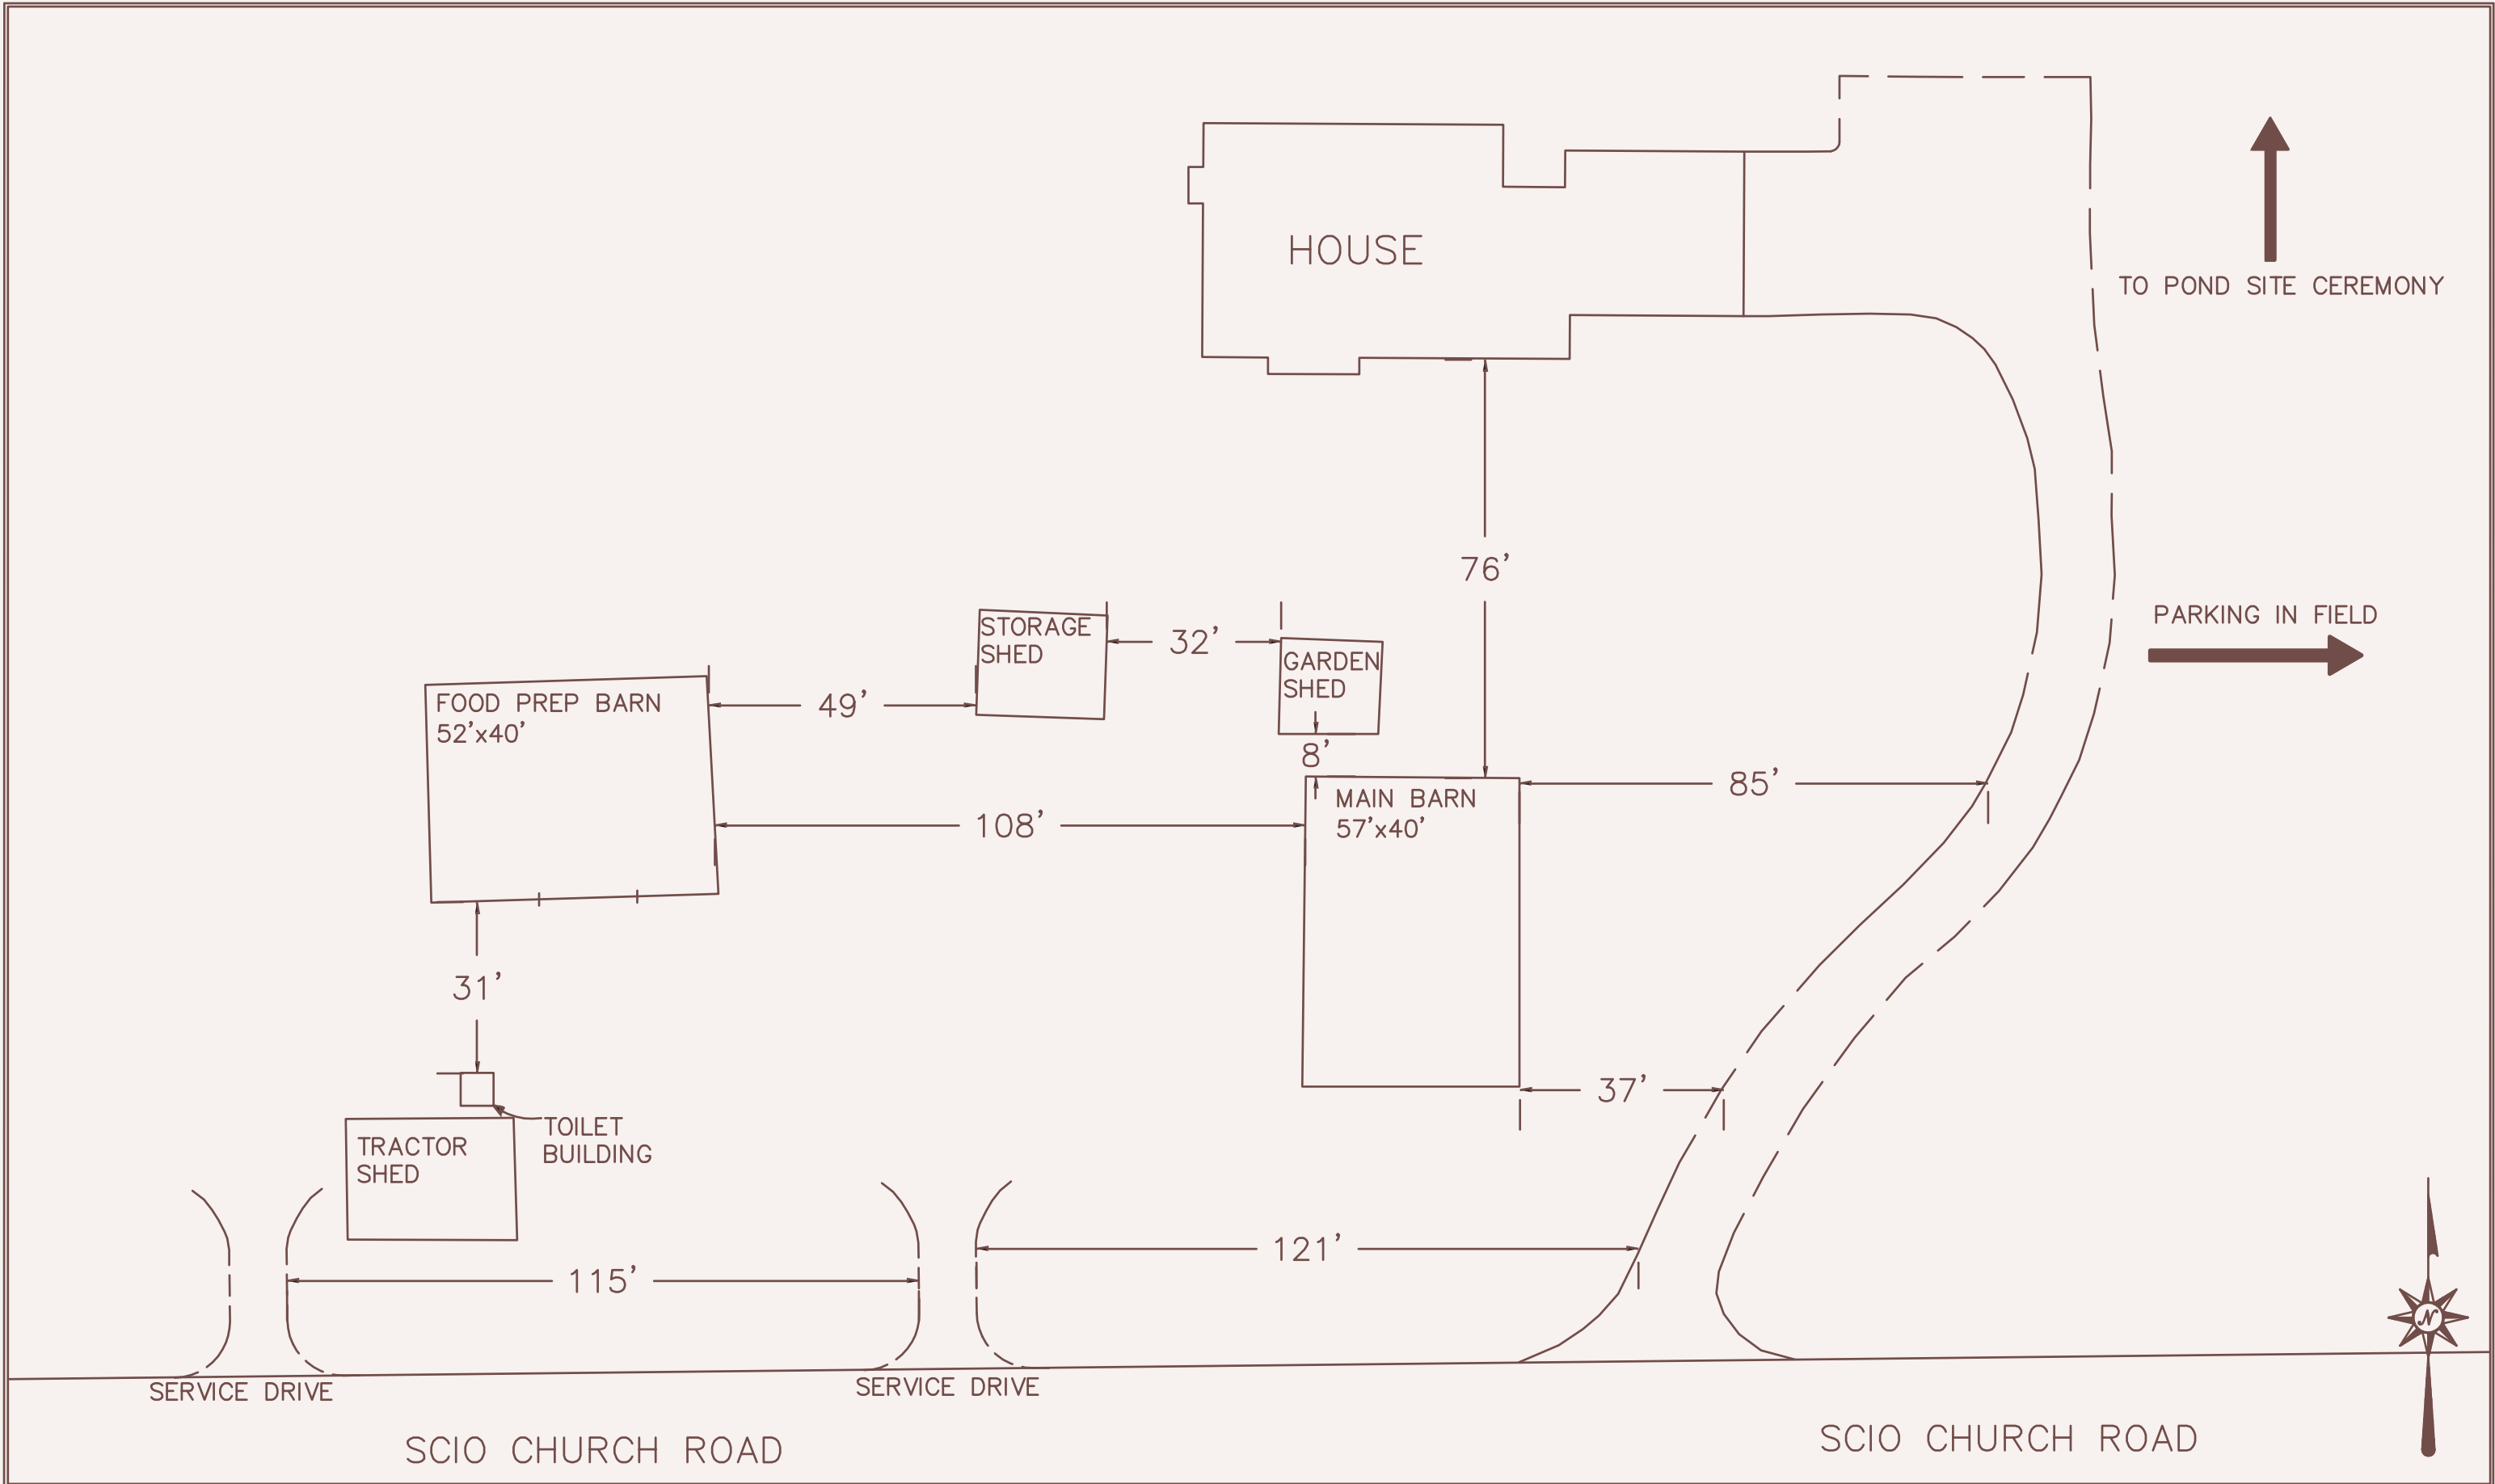 HOUSE
TO POND SITE CEREMONY
76'
STORAGE
SHED
32'
GARDEN
SHED
PARKING IN FIELD
FOOD PREP BARN
52'x40'
49'
8'
MAIN BARN
57'x40'
85'
108'
31'
37'
TOILET
BUILDING
TRACTOR
SHED
121'
115'
N
SERVICE DRIVE
SERVICE DRIVE
SCIO CHURCH ROAD
SCIO CHURCH ROAD